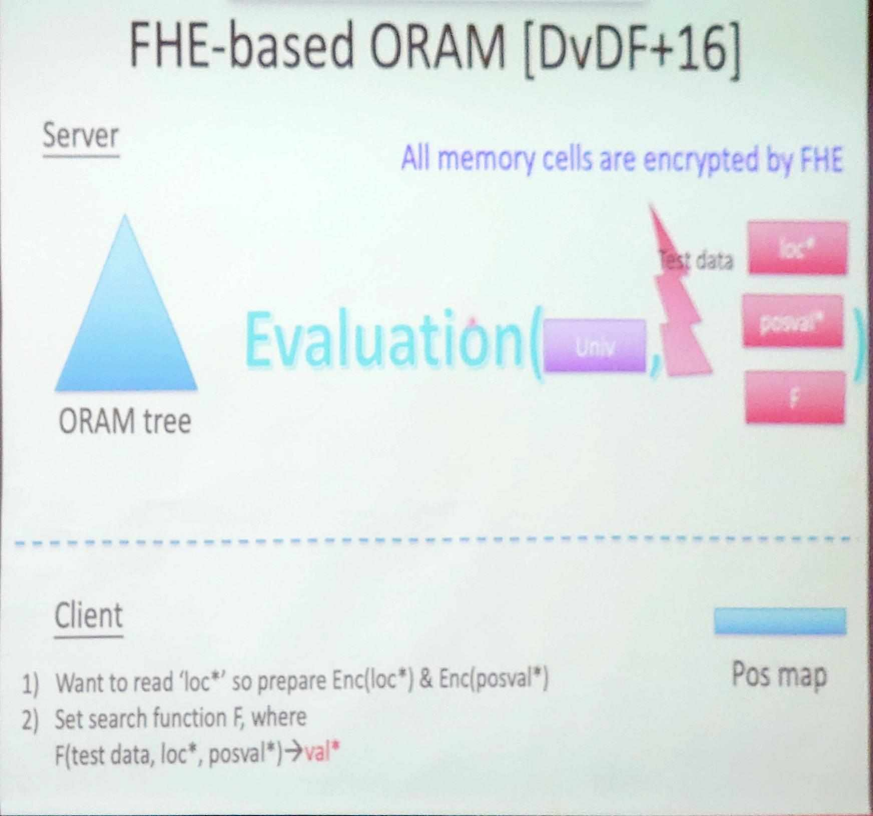 FHE-based ORAM [DvDF+16]
Server
All memory cells are encrypted by FHE
Test data
loc*
Evaluation( Univ ,
posval*
)
F
ORAM tree
Client
Pos map
1) Want to read 'loc*' so prepare Enc(loc*) & Enc(posval*)
2) Set search function F, where
F(test data, loc*, posval*)→val*